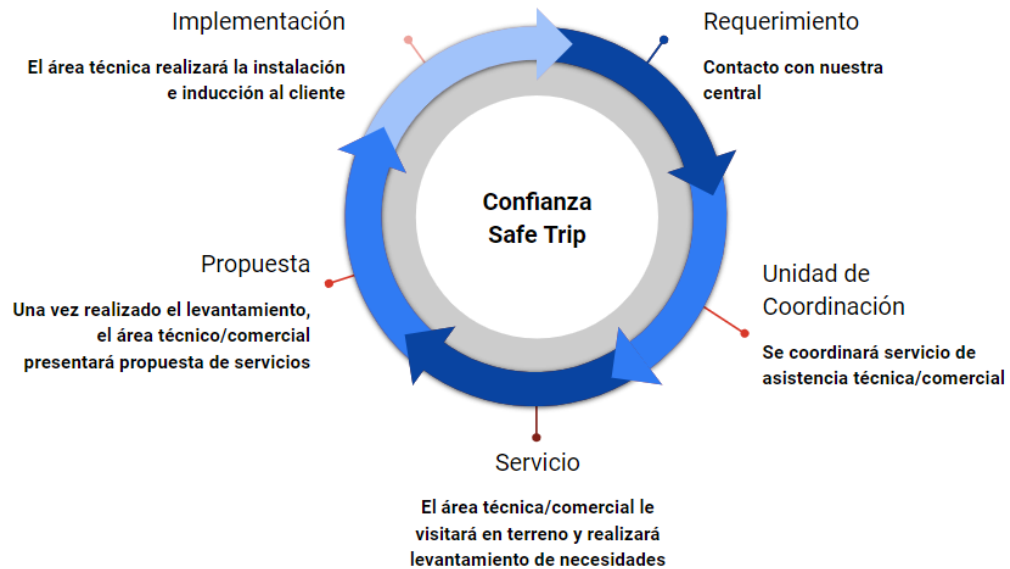 Implementación
El área técnica realizará la instalación
e inducción al cliente
Requerimiento
Contacto con nuestra
central
Confianza
Safe Trip
Propuesta
Una vez realizado el levantamiento,
el área técnico/comercial
presentará propuesta de servicios
Unidad de
Coordinación
Se coordinará servicio de
asistencia técnica/comercial
Servicio
El área técnica/comercial le
visitará en terreno y realizará
levantamiento de necesidades